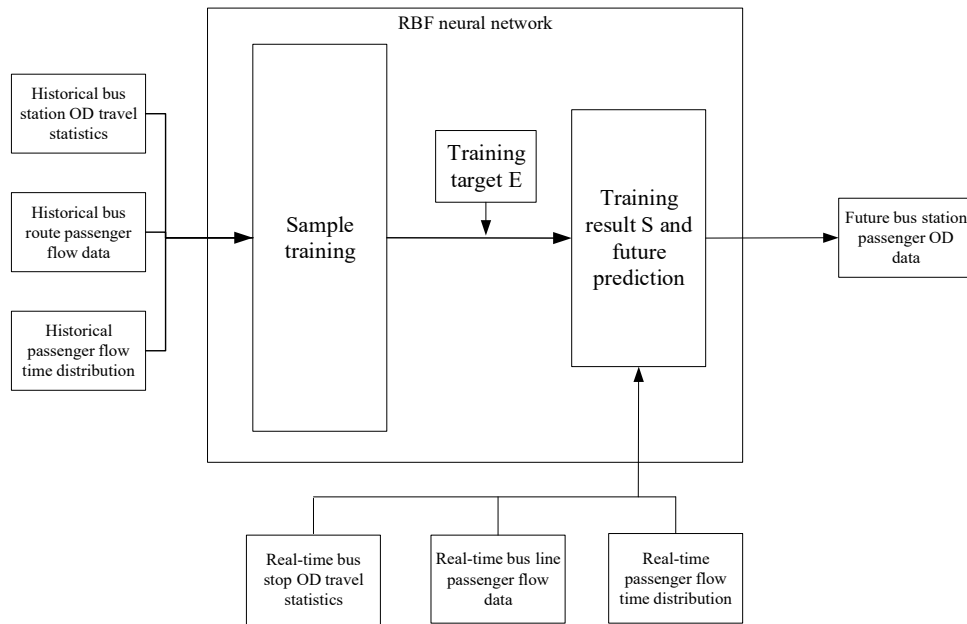 RBF neural network
Historical bus
station OD travel
statistics
Historical bus
route passenger
flow data
Historical
passenger flow
time distribution
Sample
training
Training
target E
Training
result S and
future
prediction
Future bus station
passenger OD
data
Real-time bus
stop OD travel
statistics
Real-time bus line
passenger flow
data
Real-time
passenger flow
time distribution